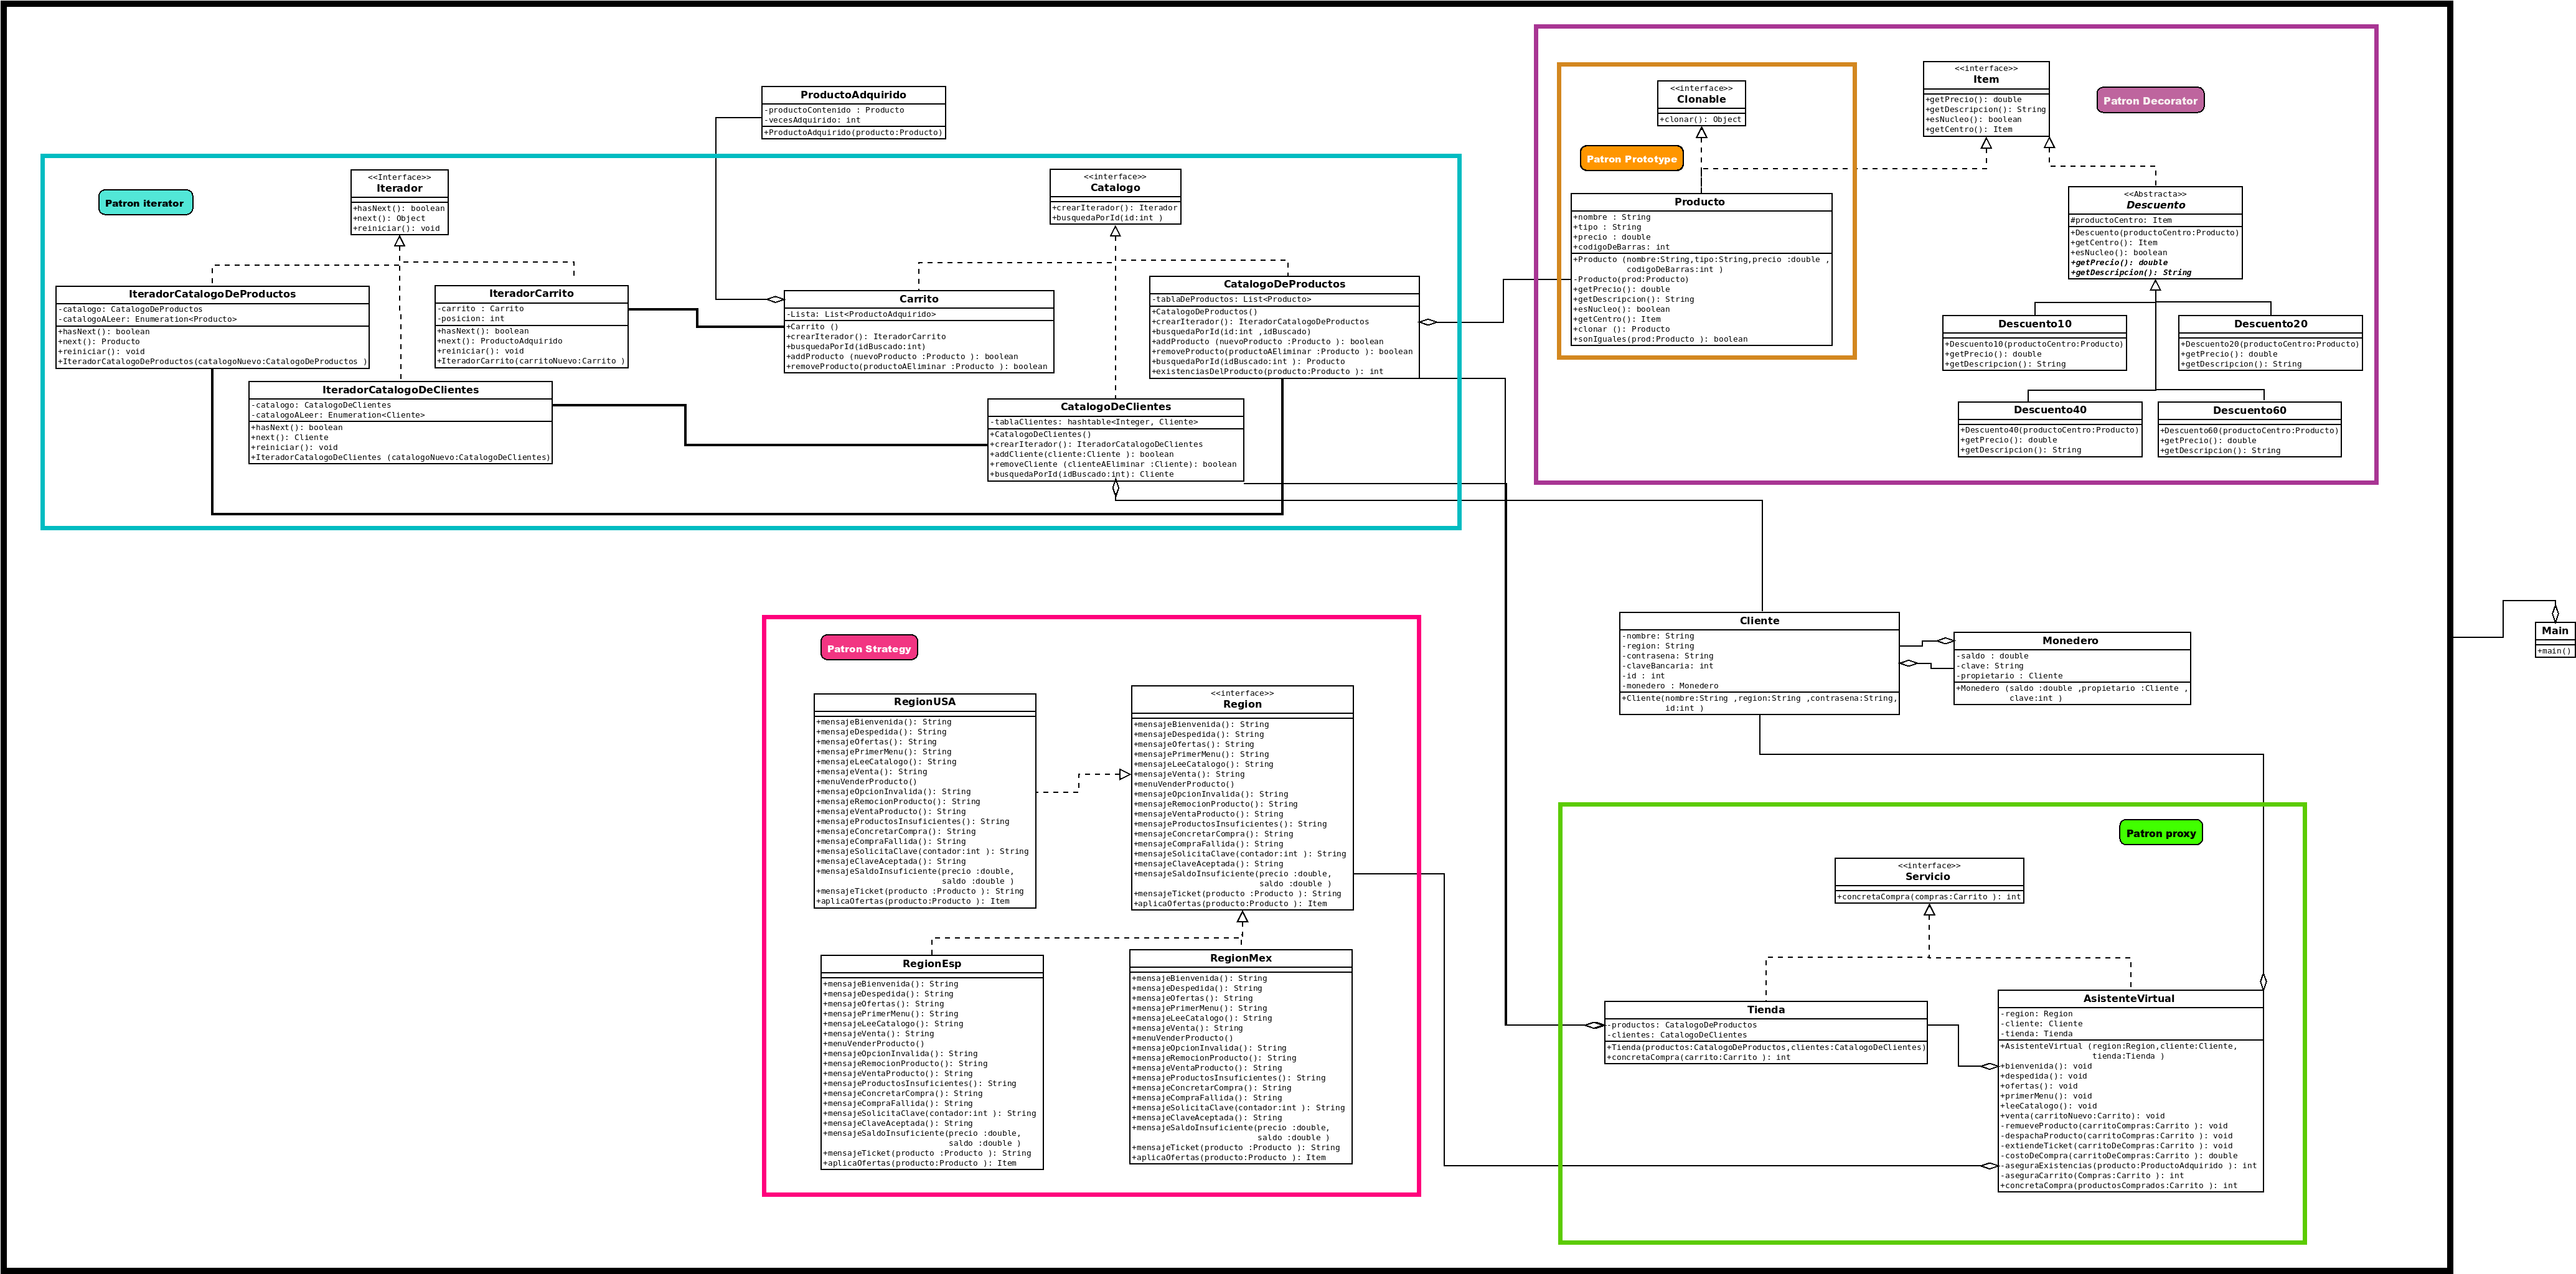 ProductoAdquirido
-productoContenido : Producto
-vecesAdquirido: int
+ProductoAdquirido(producto:Producto)
Patron iterator
<<Interface>>
Iterador
+hasNext(): boolean
+next(): Object
+reiniciar(): void
<<interface>>
Catalogo
+crearIterador(): Iterador
+busquedaPorId(id:int )
IteradorCatalogoDeProductos
-catalogo: CatalogoDeProductos
-catalogoALeer: Enumeration<Producto>
+hasNext(): boolean
+next(): Producto
+reiniciar(): void
+IteradorCatalogoDeProductos(catalogoNuevo:CatalogoDeProductos )
IteradorCarrito
-carrito : Carrito
-posicion: int
+hasNext(): boolean
+next(): ProductoAdquirido
+reiniciar(): void
+IteradorCarrito(carritoNuevo:Carrito )
Carrito
-Lista: List<ProductoAdquirido>
+Carrito ()
+crearIterador(): IteradorCarrito
+busquedaPorId(idBuscado:int)
+addProducto (nuevoProducto :Producto ): boolean
+removeProducto(productoAEliminar :Producto ): boolean
CatalogoDeProductos
-tablaDeProductos: List<Producto>
+CatalogoDeProductos()
+crearIterador(): IteradorCatalogoDeProductos
+busquedaPorId(id:int ,idBuscado)
+addProducto (nuevoProducto :Producto ): boolean
+removeProducto(productoAEliminar :Producto ): boolean
+busquedaPorId(idBuscado:int ): Producto
+existenciasDelProducto(producto:Producto ): int
IteradorCatalogoDeClientes
-catalogo: CatalogoDeClientes
-catalogoALeer: Enumeration<Cliente>
+hasNext(): boolean
+next(): Cliente
+reiniciar(): void
+IteradorCatalogoDeClientes (catalogoNuevo:CatalogoDeClientes)
CatalogoDeClientes
-tablaClientes: hashtable<Integer, Cliente>
+CatalogoDeClientes()
+crearIterador(): IteradorCatalogoDeClientes
+addCliente(cliente:Cliente ): boolean
+removeCliente (clienteAEliminar :Cliente): boolean
+busquedaPorId(idBuscado:int): Cliente
<<interface>>
Clonable
+clonar(): Object
Patron Prototype
Producto
+nombre : String
+tipo : String
+precio : double
+codigoDeBarras: int
+Producto (nombre:String,tipo:String,precio :double ,
codigoDeBarras:int )
-Producto(prod:Producto)
+getPrecio(): double
+getDescripcion(): String
+esNucleo(): boolean
+getCentro(): Item
+clonar (): Producto
+sonIguales(prod:Producto ): boolean
<<interface>>
Item
+getPrecio(): double
+getDescripcion(): String
+esNucleo(): boolean
+getCentro(): Item
Patron Decorator
<<Abstracta>>
Descuento
#productoCentro: Item
+Descuento(productoCentro:Producto)
+getCentro(): Item
+esNucleo(): boolean
+getPrecio(): double
+getDescripcion(): String
Descuento10
+Descuento10(productoCentro:Producto)
+getPrecio(): double
+getDescripcion(): String
Descuento20
+Descuento20(productoCentro:Producto)
+getPrecio(): double
+getDescripcion(): String
Descuento40
+Descuento40(productoCentro:Producto)
+getPrecio(): double
+getDescripcion(): String
Descuento60
+Descuento60(productoCentro:Producto)
+getPrecio(): double
+getDescripcion(): String
Cliente
-nombre: String
-region: String
-contrasena: String
-claveBancaria: int
-id : int
-monedero : Monedero
+Cliente(nombre:String ,region:String ,contrasena:String,
id:int )
Monedero
-saldo : double
-clave: String
-propietario : Cliente
+Monedero (saldo :double ,propietario :Cliente ,
clave:int )
Main
+main()
Patron Strategy
RegionUSA
+mensajeBienvenida(): String
+mensajeDespedida(): String
+mensajeOfertas(): String
+mensajePrimerMenu(): String
+mensajeLeeCatalogo(): String
+mensajeVenta(): String
+menuVenderProducto()
+mensajeOpcionInvalida(): String
+mensajeRemocionProducto(): String
+mensajeVentaProducto(): String
+mensajeProductosInsuficientes(): String
+mensajeConcretarCompra(): String
+mensajeCompraFallida(): String
+mensajeSolicitaClave(contador:int ): String
+mensajeClaveAceptada(): String
+mensajeSaldoInsuficiente(precio :double,
saldo :double )
+mensajeTicket(producto :Producto ): String
+aplicaOfertas(producto:Producto ): Item
<<interface>>
Region
+mensajeBienvenida(): String
+mensajeDespedida(): String
+mensajeOfertas(): String
+mensajePrimerMenu(): String
+mensajeLeeCatalogo(): String
+mensajeVenta(): String
+menuVenderProducto()
+mensajeOpcionInvalida(): String
+mensajeRemocionProducto(): String
+mensajeVentaProducto(): String
+mensajeProductosInsuficientes(): String
+mensajeConcretarCompra(): String
+mensajeCompraFallida(): String
+mensajeSolicitaClave(contador:int ): String
+mensajeClaveAceptada(): String
+mensajeSaldoInsuficiente(precio :double,
saldo :double )
+mensajeTicket(producto :Producto ): String
+aplicaOfertas(producto:Producto ): Item
RegionEsp
+mensajeBienvenida(): String
+mensajeDespedida(): String
+mensajeOfertas(): String
+mensajePrimerMenu(): String
+mensajeLeeCatalogo(): String
+mensajeVenta(): String
+menuVenderProducto()
+mensajeOpcionInvalida(): String
+mensajeRemocionProducto(): String
+mensajeVentaProducto(): String
+mensajeProductosInsuficientes(): String
+mensajeConcretarCompra(): String
+mensajeCompraFallida(): String
+mensajeSolicitaClave(contador:int ): String
+mensajeClaveAceptada(): String
+mensajeSaldoInsuficiente(precio :double,
saldo :double )
+mensajeTicket(producto :Producto ): String
+aplicaOfertas(producto:Producto ): Item
RegionMex
+mensajeBienvenida(): String
+mensajeDespedida(): String
+mensajeOfertas(): String
+mensajePrimerMenu(): String
+mensajeLeeCatalogo(): String
+mensajeVenta(): String
+menuVenderProducto()
+mensajeOpcionInvalida(): String
+mensajeRemocionProducto(): String
+mensajeVentaProducto(): String
+mensajeProductosInsuficientes(): String
+mensajeConcretarCompra(): String
+mensajeCompraFallida(): String
+mensajeSolicitaClave(contador:int ): String
+mensajeClaveAceptada(): String
+mensajeSaldoInsuficiente(precio :double,
saldo :double )
+mensajeTicket(producto :Producto ): String
+aplicaOfertas(producto:Producto ): Item
Patron proxy
<<interface>>
Servicio
+concretaCompra(compras:Carrito ): int
Tienda
-productos: CatalogoDeProductos
-clientes: CatalogoDeClientes
+Tienda(productos:CatalogoDeProductos,clientes:CatalogoDeClientes)
+concretaCompra(carrito:Carrito ): int
AsistenteVirtual
-region: Region
-cliente: Cliente
-tienda: Tienda
+AsistenteVirtual (region:Region,cliente:Cliente,
tienda:Tienda )
+bienvenida(): void
+despedida(): void
+ofertas(): void
+primerMenu(): void
+leeCatalogo(): void
+venta(carritoNuevo:Carrito): void
-remueveProducto(carritoCompras:Carrito ): void
-despachaProducto(carritoCompras:Carrito ): void
-extiendeTicket(carritoDeCompras:Carrito ): void
-costoDeCompra(carritoDeCompras:Carrito ): double
-aseguraExistencias(producto:ProductoAdquirido ): int
-aseguraCarrito(Compras:Carrito ): int
+concretaCompra(productosComprados:Carrito ): int